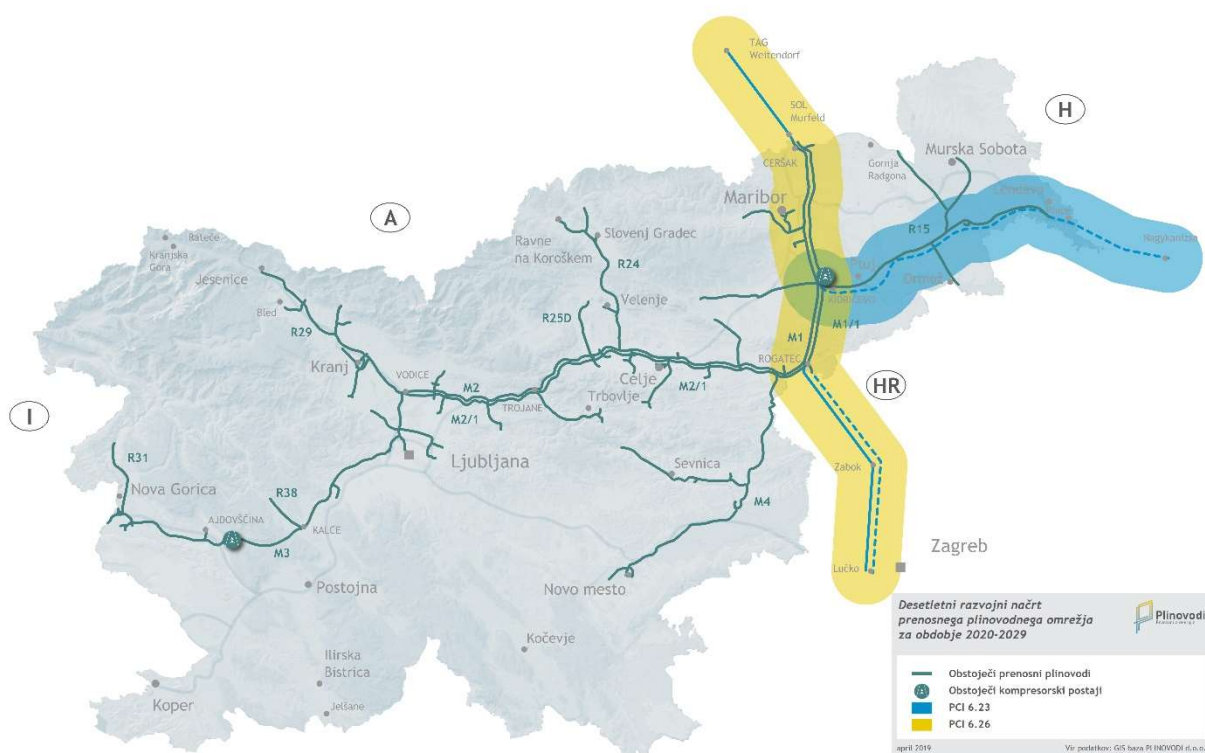 TAG
Weitendorf
SOL
Murfeld
H
CERŠAK
Gornja
Radgona
Murska Sobota
Maribor
A
Rateče
Kranjska
Gora
Jesenice
Ravne
na Koroškem
Slovenj Gradec
R24
Lendava
R15
Nagykanizsa
Ptuj
Ormož
KIDRIČEVO
Bled
R29
Velenje
R25D
M1
M1/1
Kranj
VODICE
M2
M2/1
TROJANE
Celje
M2/1
ROGATEC
HR
Trbovlje
I
Ljubljana
R31
Nova Gorica
R38
AJDOVŠČINA
KALCE
M3
Sevnica
M4
Zabok
Zagreb
Lučko
Postojna
Novo mesto
Kočevje
Ilirska
Bistrica
Koper
Jelšane
Desetletni razvojni načrt
prenosnega plinovodnega omrežja
za obdobje 2020-2029
Plinovodi
Obstoječi prenosni plinovodi
Obstoječi kompresorski postaji
PCI 6.23
PCI 6.26
april 2019
Vir podatkov: GIS baza PLINOVODI d.o.o.